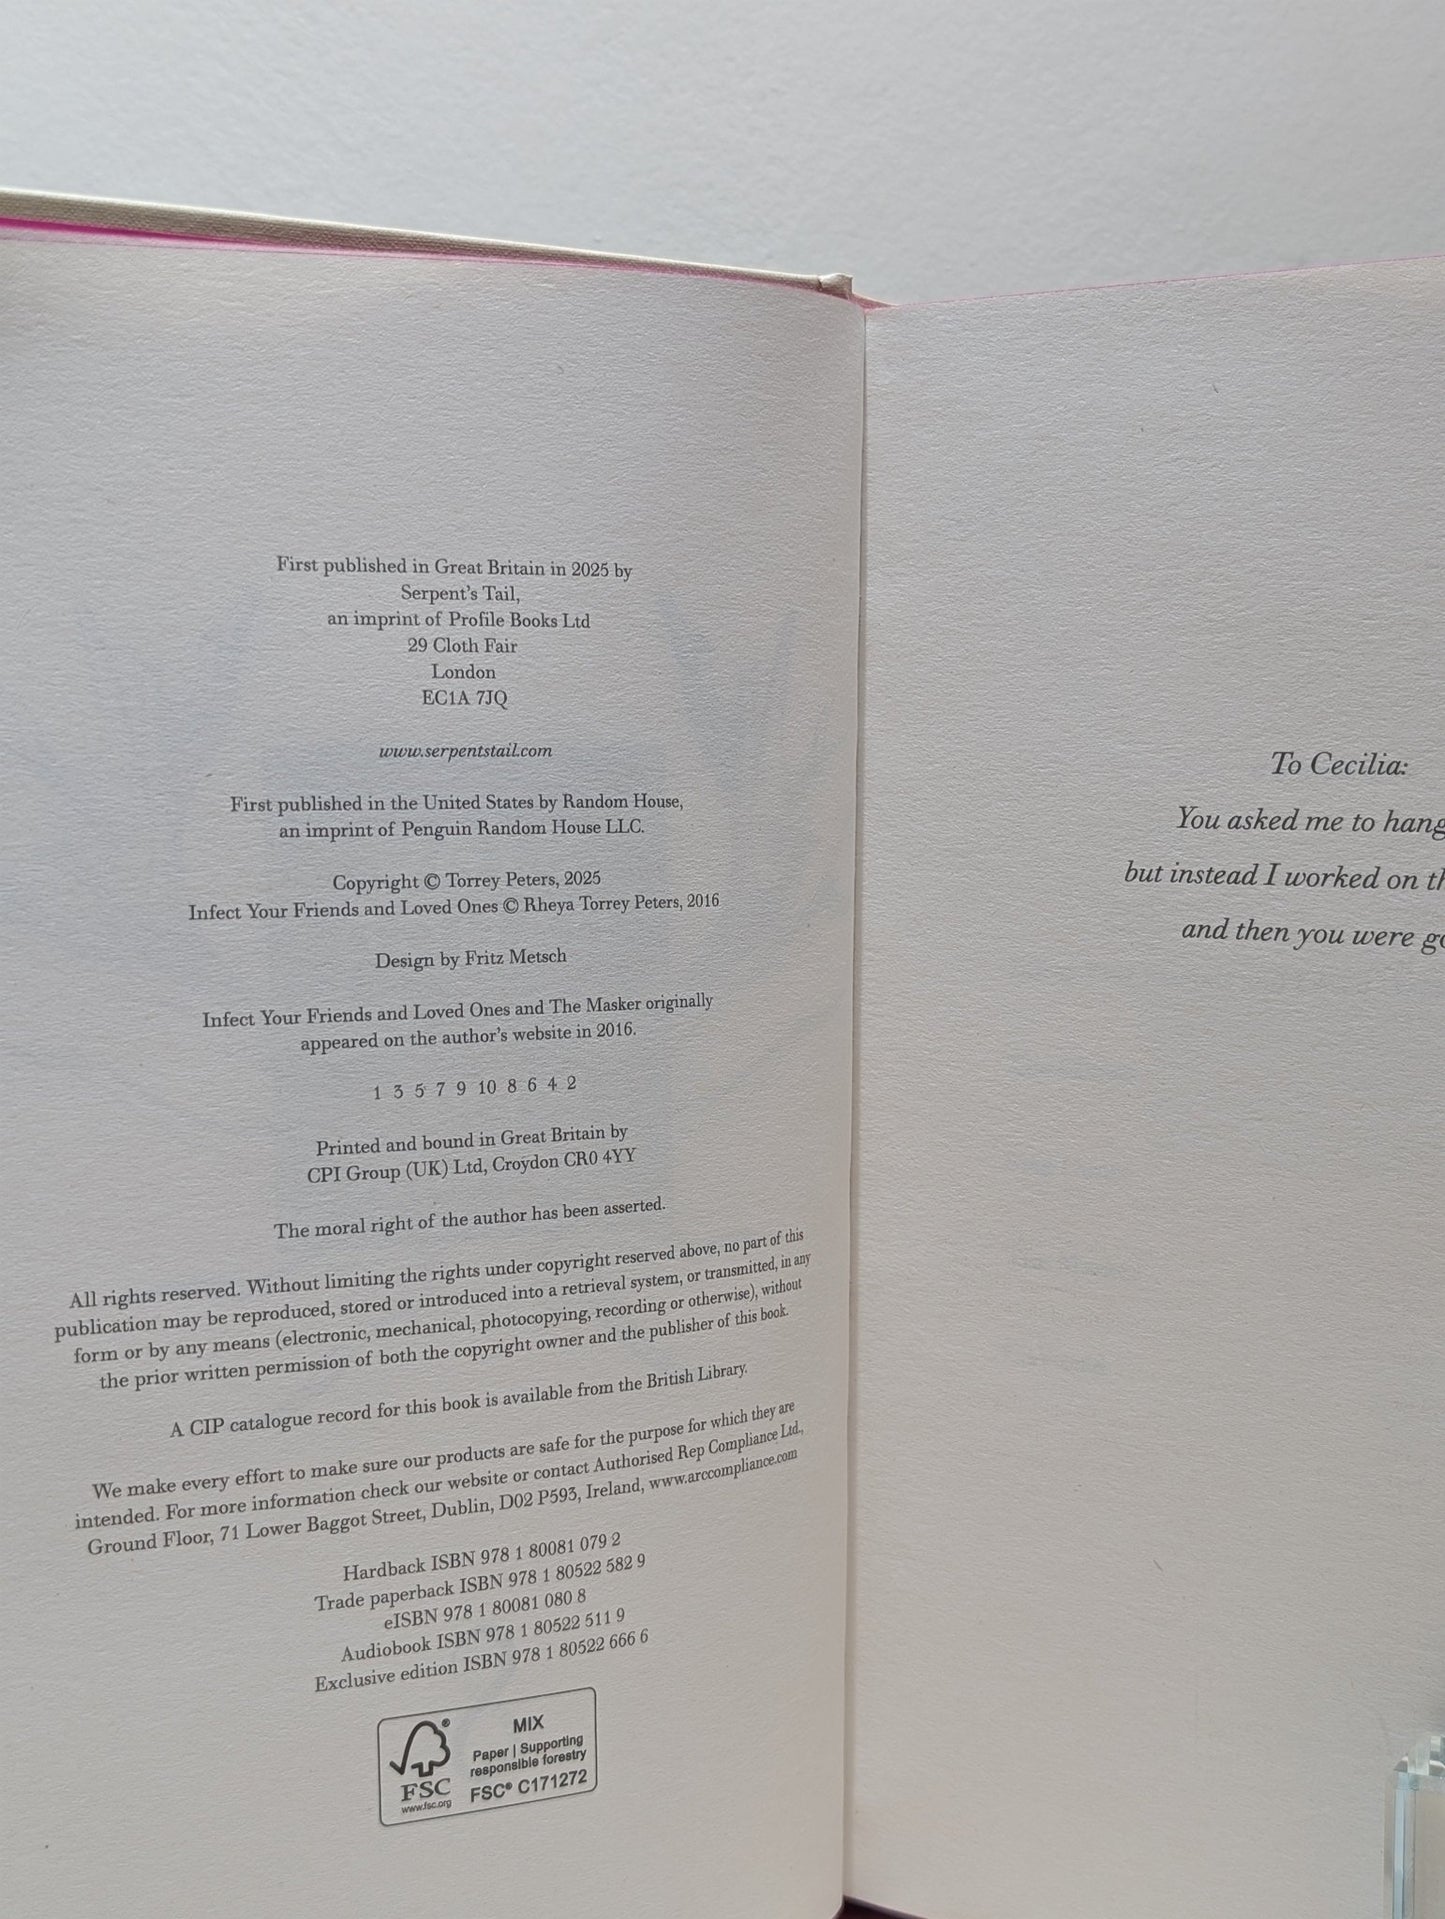 First published in Great Britain in 2025 by
Serpent's Tail,
an imprint of Profile Books Ltd
29 Cloth Fair
London
EC1A 7JQ
www.serpentstail.com
First published in the United States by Random House,
an imprint of Penguin Random House LLC.
Copyright © Torrey Peters, 2025
Infect Your Friends and Loved Ones © Rheya Torrey Peters, 2016
Design by Fritz Metsch
Infect Your Friends and Loved Ones and The Masker originally
appeared on the author's website in 2016.
1 3 5 7 9 10 8 6 4 2
Printed and bound in Great Britain by
CPI Group (UK) Ltd, Croydon CR0 4YY
The moral right of the author has been asserted.
All rights reserved. Without limiting the rights under copyright reserved above, no part of this
publication may be reproduced, stored or introduced into a retrieval system, or transmitted, in any
form or by any means (electronic, mechanical, photocopying, recording or otherwise), without
the prior written permission of both the copyright owner and the publisher of this book.
A CIP catalogue record for this book is available from the British Library.
We make every effort to make sure our products are safe for the purpose for which they are
intended. For more information check our website or contact Authorised Rep Compliance Ltd.,
Ground Floor, 71 Lower Baggot Street, Dublin, D02 P593, Ireland, www.arccompliance.com
Hardback ISBN 978 1 80081 079 2
Trade paperback ISBN 978 1 80522 582 9
eISBN 978 1 80081 080 8
Audiobook ISBN 978 1 80522 511 9
Exclusive edition ISBN 978 1 80522 666 6
MIX
Paper | Supporting
responsible forestry
FSC® C171272
FSC
www.fsc.org
To Cecilia:
You asked me to hang
but instead I worked on
and then you were